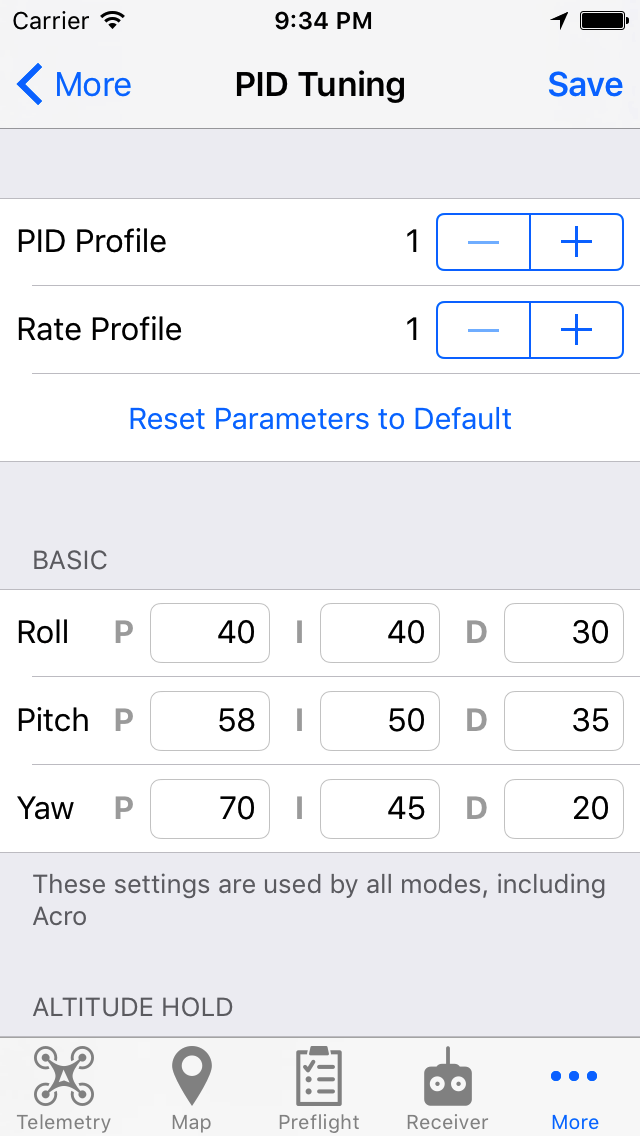 Carrier 9:34 PM
More PID Tuning Save
PID Profile 1
Rate Profile 1
Reset Parameters to Default
BASIC
Roll P 40 I 40 D 30
Pitch P 58 I 50 D 35
Yaw P 70 I 45 D 20
These settings are used by all modes, including
Acro
ALTITUDE HOLD
Telemetry Map Preflight Receiver More